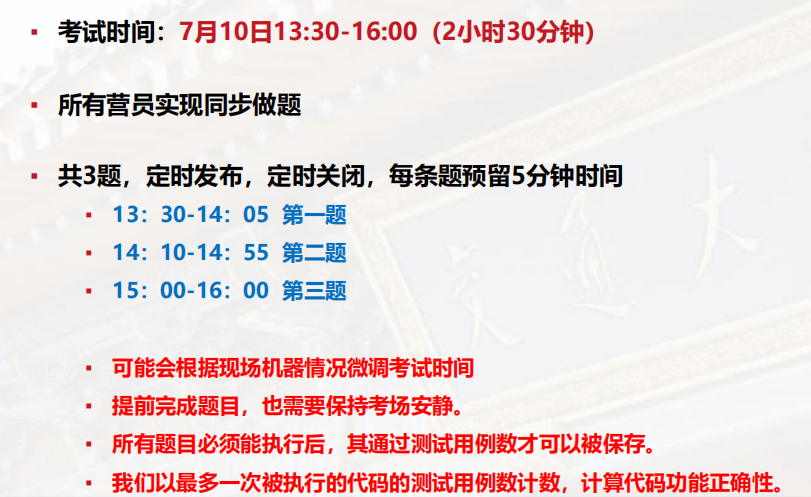 考试时间：7月10日13:30-16:00（2小时30分钟）
所有营员实现同步做题
共3题，定时发布，定时关闭，每条题预留5分钟时间
13：30-14：05 第一题
14：10-14：55 第二题
15：00-16：00 第三题
可能会根据现场机器情况微调考试时间
提前完成题目，也需要保持考场安静。
所有题目必须能执行后，其通过测试用例数才可以被保存。
我们以最多一次被执行的代码的测试用例数计数，计算代码功能正确性。